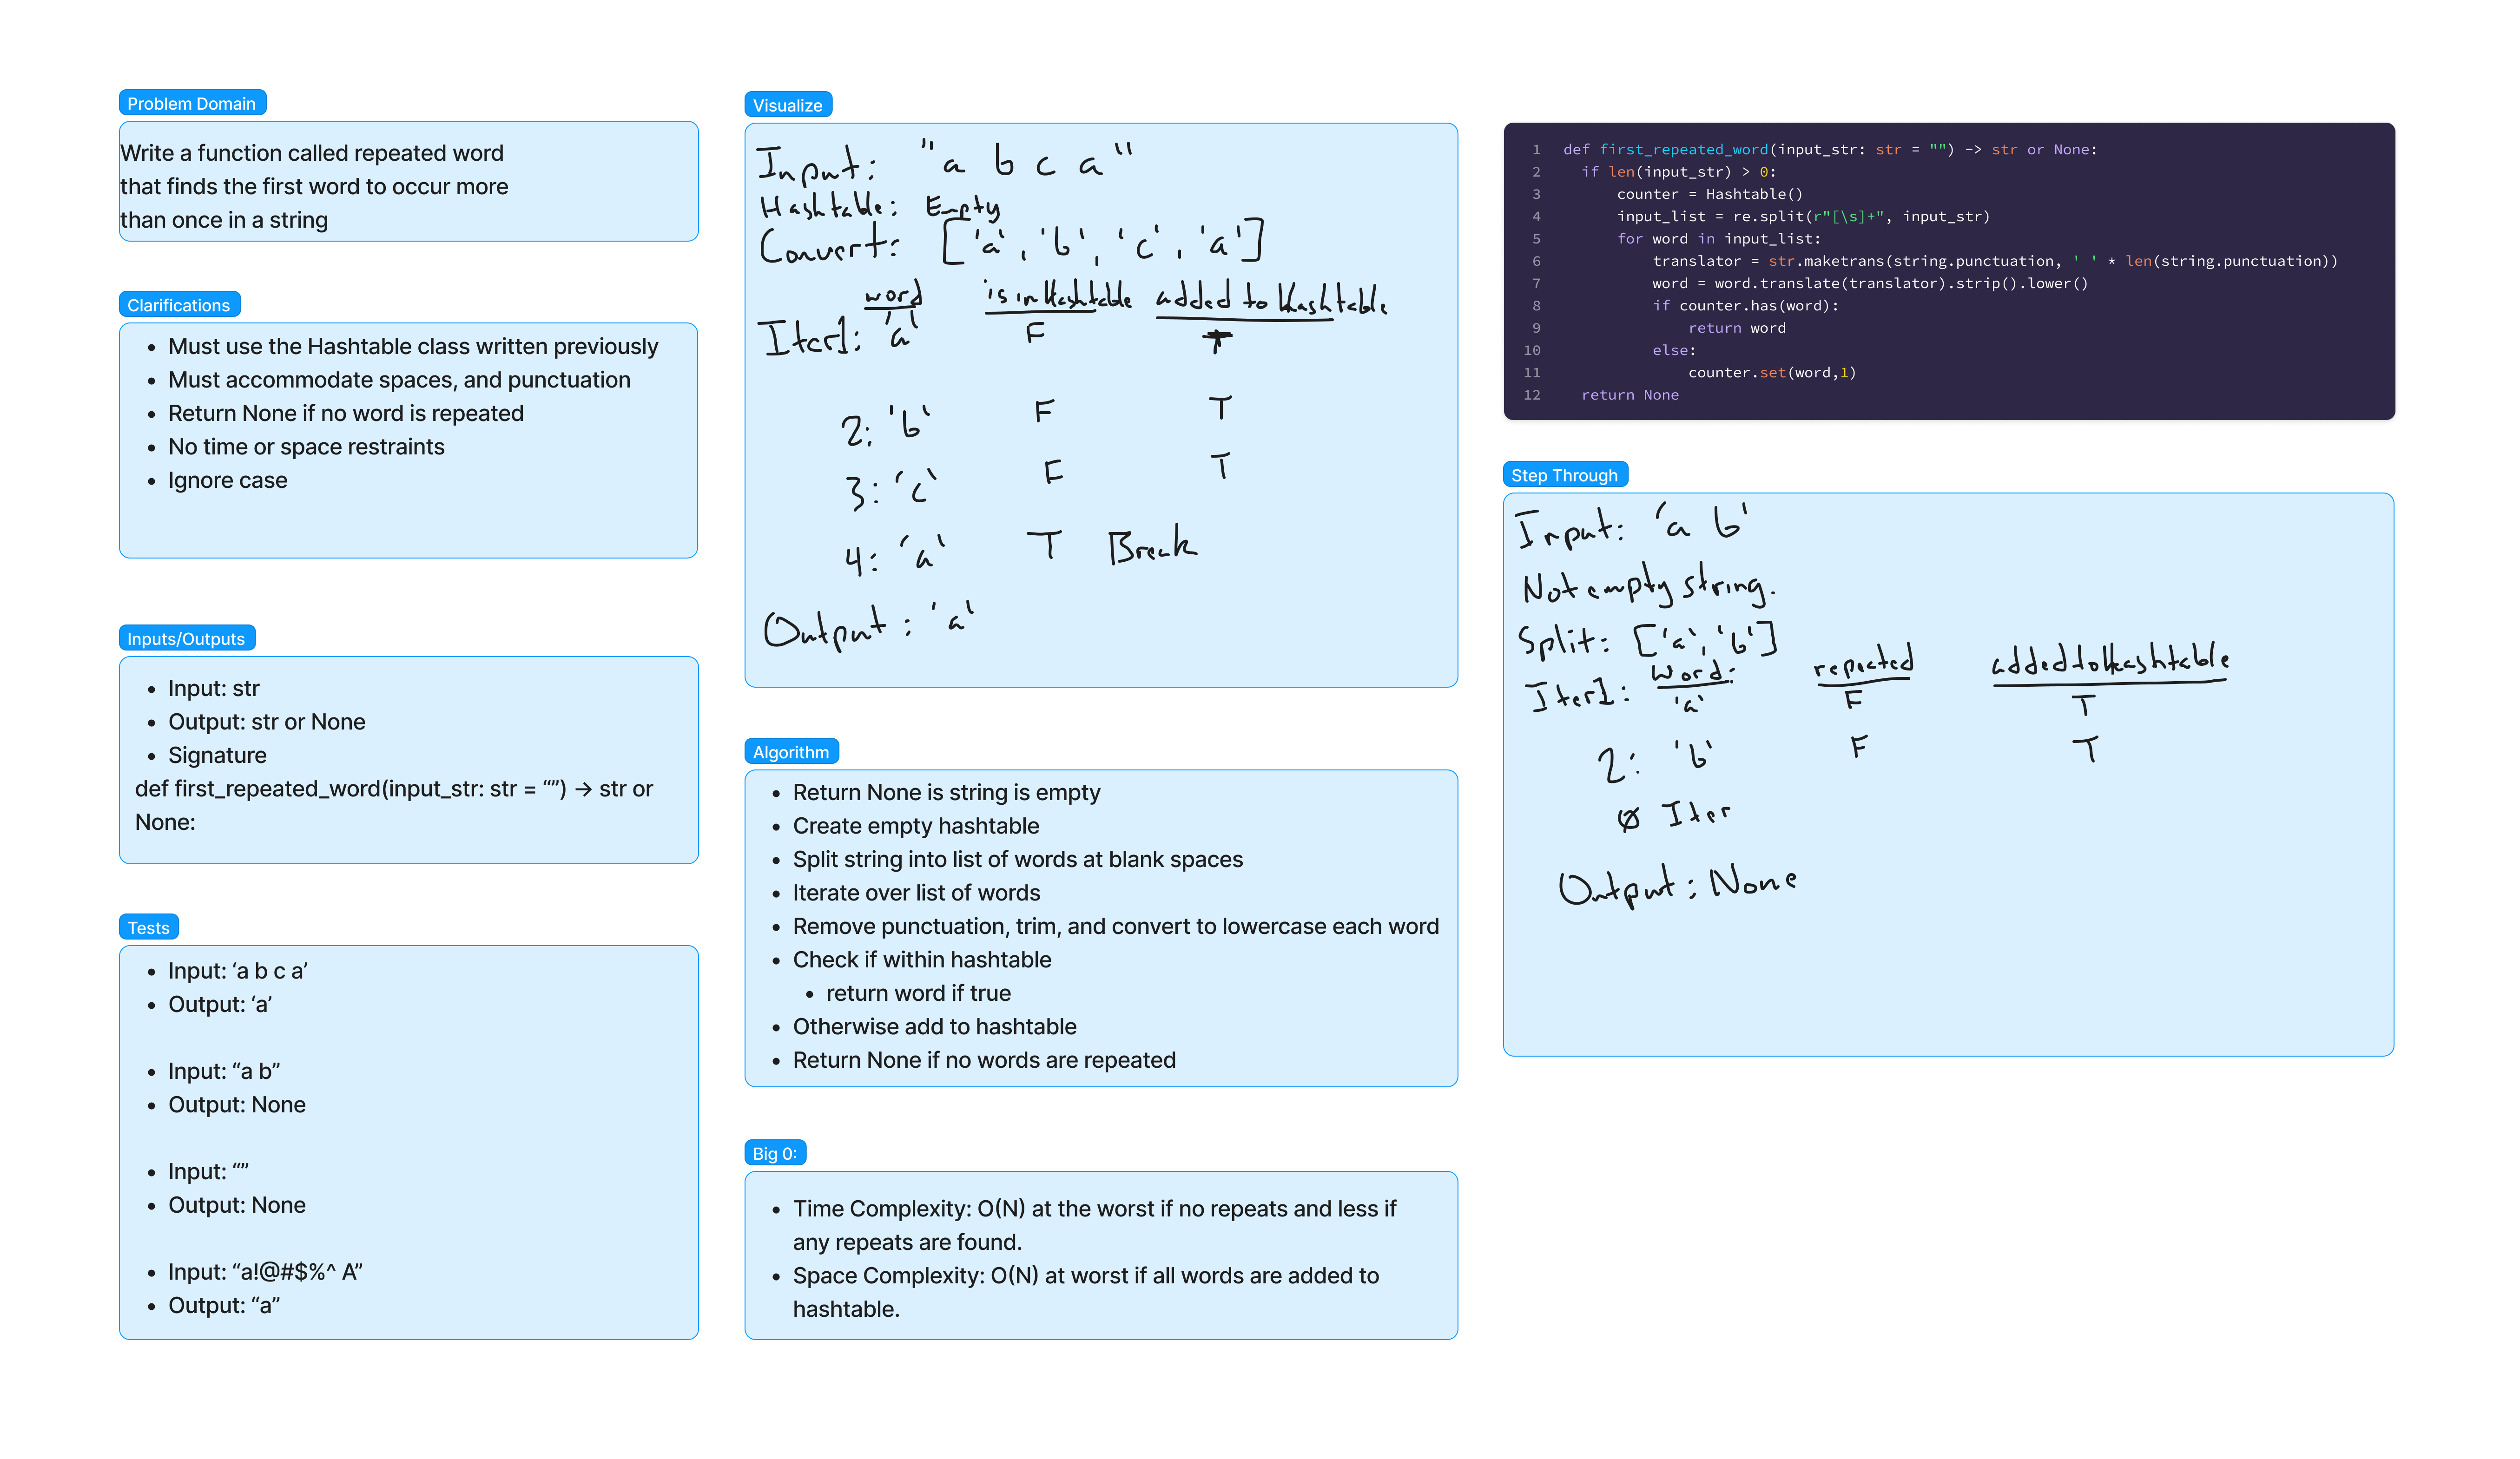 Problem Domain
Write a function called repeated word
that finds the first word to occur more
than once in a string
Clarifications
• Must use the Hashtable class written previously
• Must accommodate spaces, and punctuation
• Return None if no word is repeated
• No time or space restraints
• Ignore case
Inputs/Outputs
• Input: str
• Output: str or None
• Signature
def first_repeated_word(input_str: str = “”) → str or
None:
Tests
• Input: ‘a b c a’
• Output: ‘a’
• Input: “a b”
• Output: None
• Input: “”
• Output: None
• Input: “a!@#$%^ A”
• Output: “a”
Visualize
Input: "a b c a"
Hashtable: Empty
Convert: ['a', 'b', 'c', 'a']
word is in Hashtable added to Hashtable
Iter1: 'a' F T
2: 'b' F T
3: 'c' F T
4: 'a' T Break
Output: 'a'
Algorithm
• Return None is string is empty
• Create empty hashtable
• Split string into list of words at blank spaces
• Iterate over list of words
• Remove punctuation, trim, and convert to lowercase each word
• Check if within hashtable
• return word if true
• Otherwise add to hashtable
• Return None if no words are repeated
Big 0:
• Time Complexity: O(N) at the worst if no repeats and less if
any repeats are found.
• Space Complexity: O(N) at worst if all words are added to
hashtable.
1 def first_repeated_word(input_str: str = "") -> str or None:
2 if len(input_str) > 0:
3 counter = Hashtable()
4 input_list = re.split(r"[\s]+", input_str)
5 for word in input_list:
6 translator = str.maketrans(string.punctuation, ' ' * len(string.punctuation))
7 word = word.translate(translator).strip().lower()
8 if counter.has(word):
9 return word
10 else:
11 counter.set(word,1)
12 return None
Step Through
Input: 'a b'
Not empty string.
Split: ['a', 'b']
Word: repeated added to Hashtable
Iter1: 'a' F T
2: 'b' F T
Ø Iter
Output: None